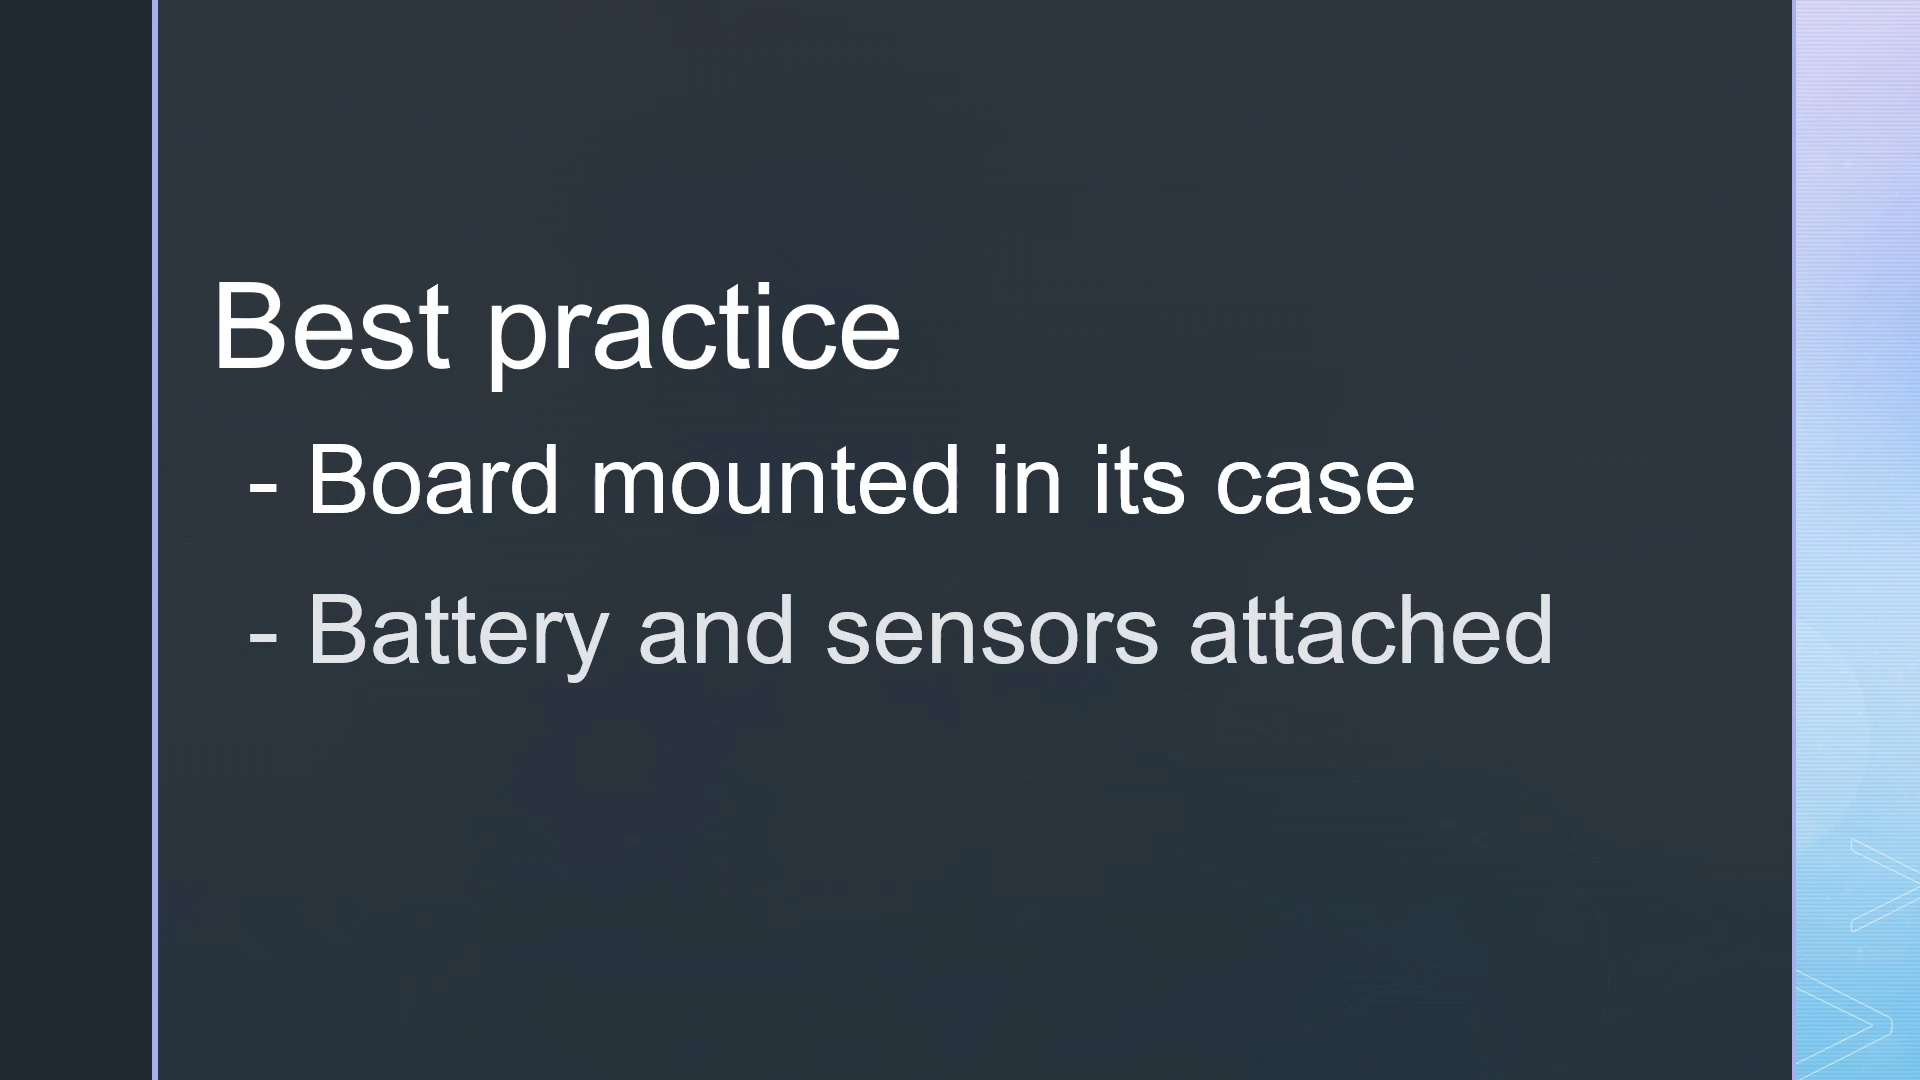 Best practice
- Board mounted in its case
- Battery and sensors attached